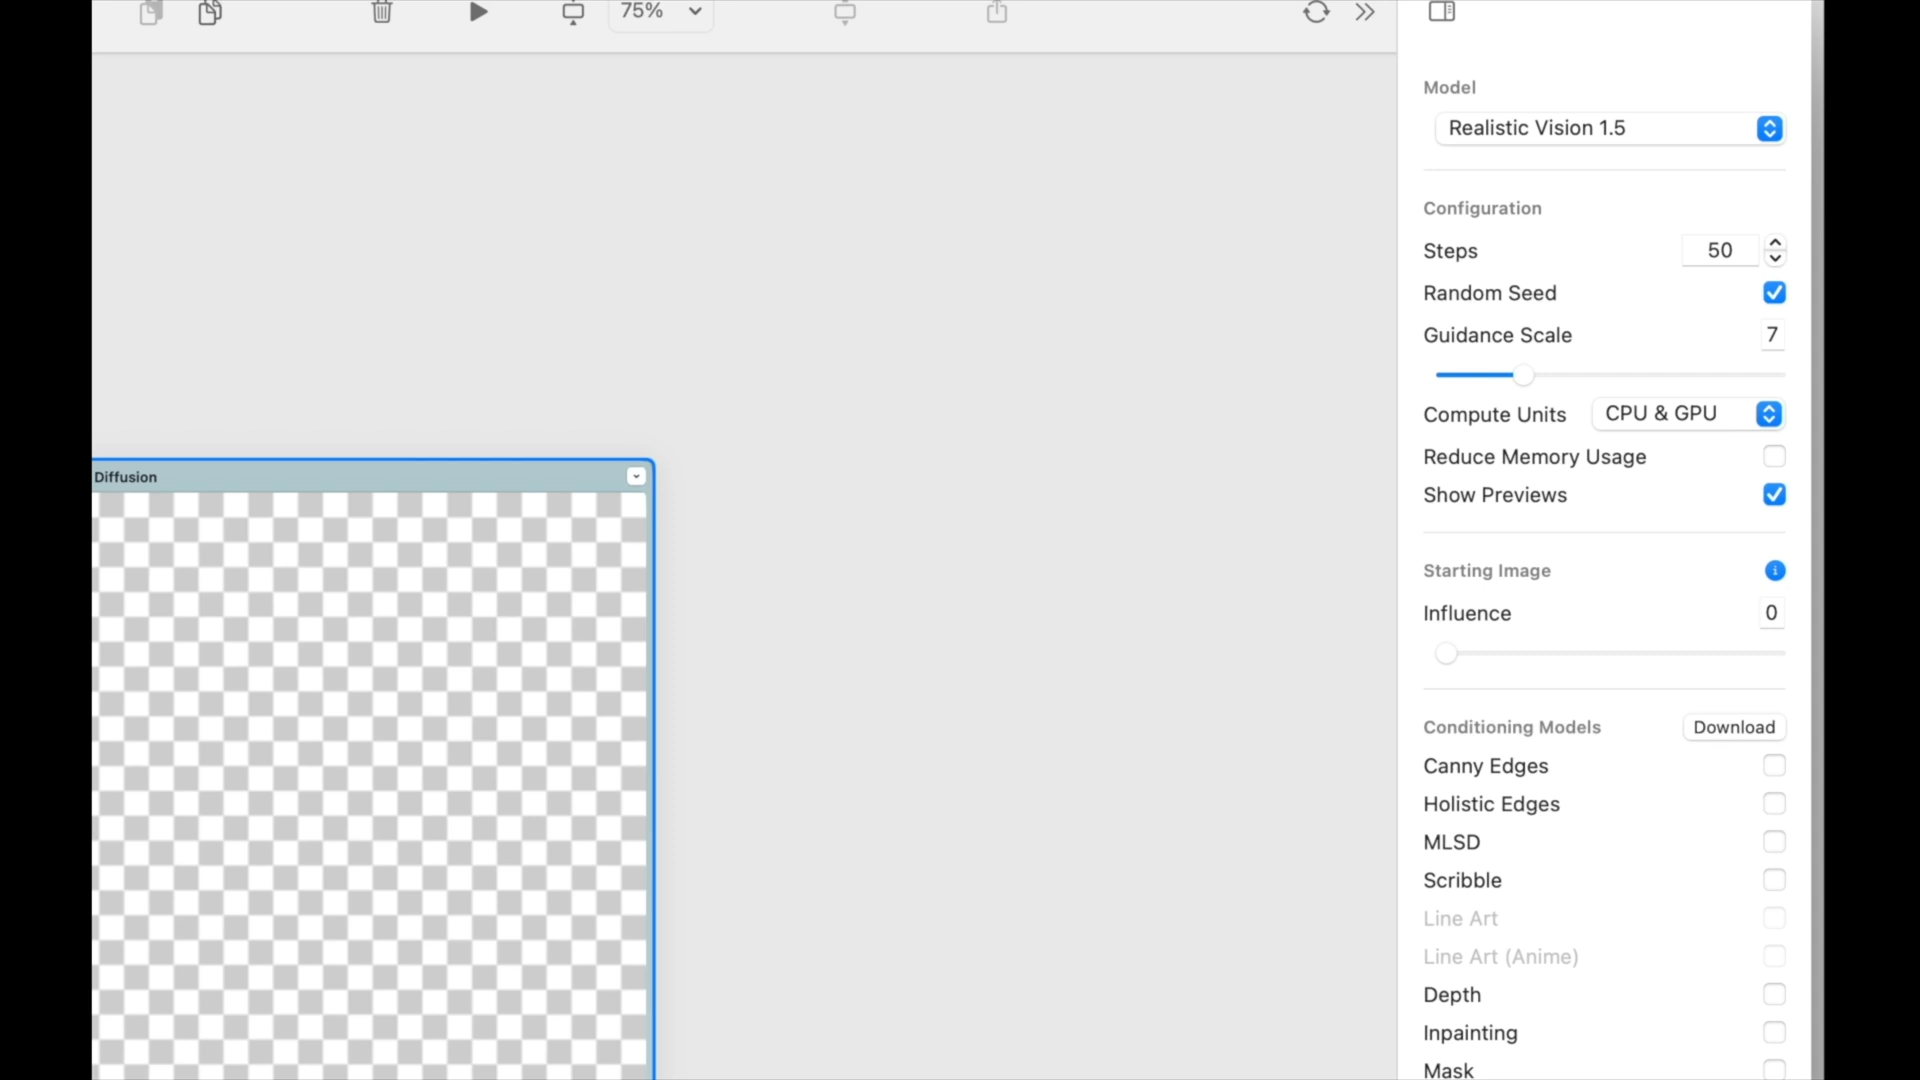 75%
Model
Realistic Vision 1.5
Configuration
Steps 50
Random Seed
Guidance Scale 7
Compute Units CPU & GPU
Reduce Memory Usage
Show Previews
Diffusion
Starting Image
Influence 0
Conditioning Models Download
Canny Edges
Holistic Edges
MLSD
Scribble
Line Art
Line Art (Anime)
Depth
Inpainting
Mask